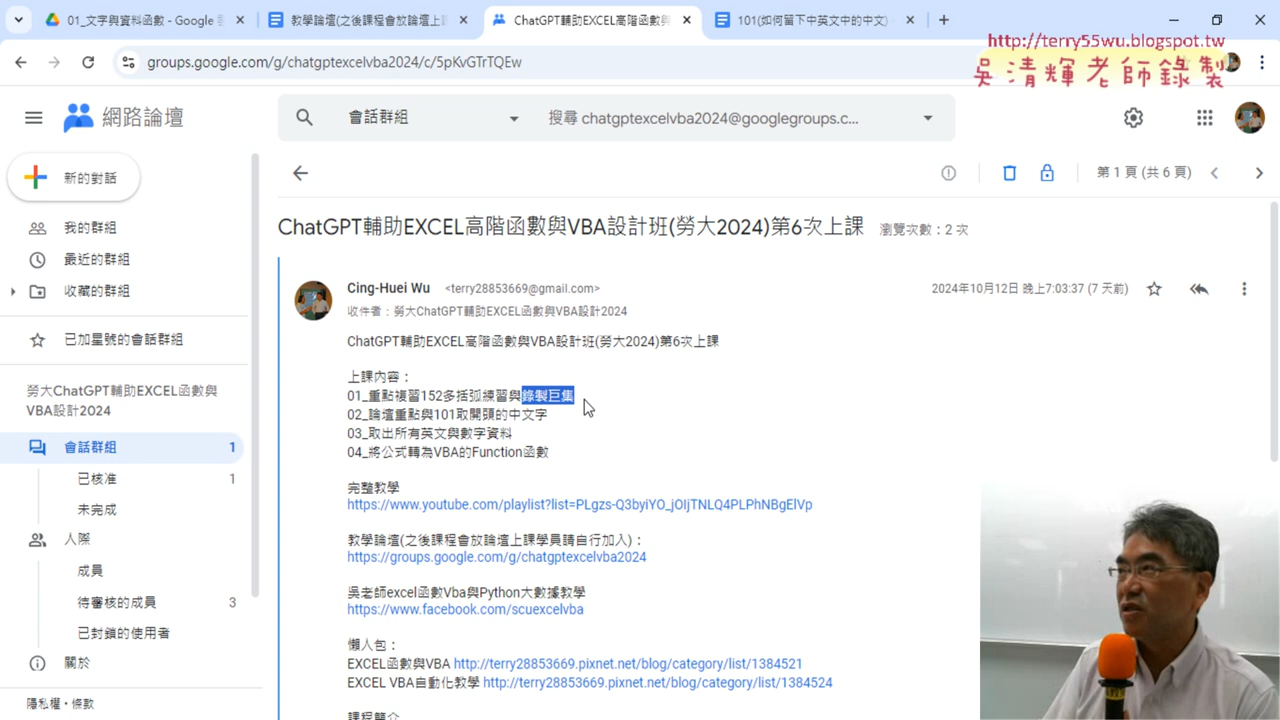 01_文字與資料函數 - Google 雲
教學論壇(之後課程會放論壇上課
ChatGPT輔助EXCEL高階函數與
101(如何留下中英文中的中文)
http://terry55wu.blogspot.tw
吳清輝老師錄製
groups.google.com/g/chatgptexcelvba2024/c/5pKvGTrTQEw
網路論壇
會話群組
搜尋 chatgptexcelvba2024@googlegroups.c...
新的對話
第 1 頁 (共 6 頁)
我的群組
最近的群組
收藏的群組
已加星號的會話群組
勞大ChatGPT輔助EXCEL函數與
VBA設計2024
會話群組 1
已核准 1
未完成
人際
成員
待審核的成員 3
已封鎖的使用者
關於
隱私權・條款
ChatGPT輔助EXCEL高階函數與VBA設計班(勞大2024)第6次上課
瀏覽次數:2 次
Cing-Huei Wu <terry28853669@gmail.com>
2024年10月12日 晚上7:03:37 (7 天前)
收件者:勞大ChatGPT輔助EXCEL函數與VBA設計2024
ChatGPT輔助EXCEL高階函數與VBA設計班(勞大2024)第6次上課
上課內容:
01_重點複習152多括弧練習與錄製巨集
02_論壇重點與101取開頭的中文字
03_取出所有英文與數字資料
04_將公式轉為VBA的Function函數
完整教學
https://www.youtube.com/playlist?list=PLgzs-Q3byiYO_jOIjTNLQ4PLPhNBgElVp
教學論壇(之後課程會放論壇上課學員請自行加入):
https://groups.google.com/g/chatgptexcelvba2024
吳老師excel函數Vba與Python大數據教學
https://www.facebook.com/scuexcelvba
懶人包:
EXCEL函數與VBA http://terry28853669.pixnet.net/blog/category/list/1384521
EXCEL VBA自動化教學 http://terry28853669.pixnet.net/blog/category/list/1384524
課程簡介